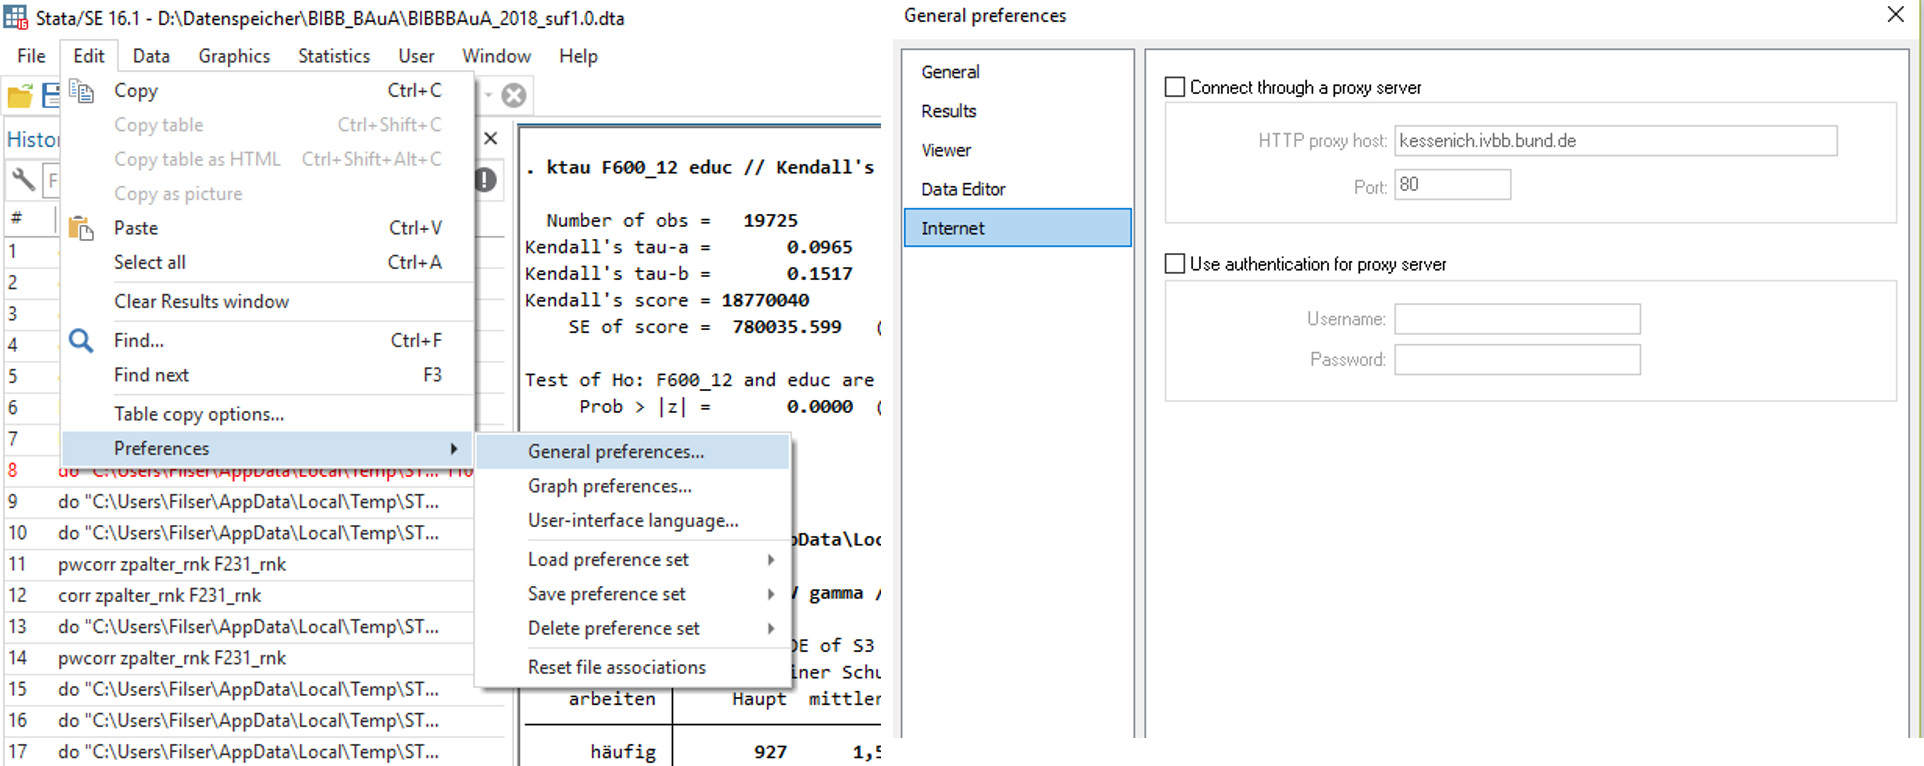 Stata/SE 16.1 - D:\Datenspeicher\BIBB_BAuA\BIBBBAuA_2018_suf1.0.dta
File Edit Data Graphics Statistics User Window Help
Copy Ctrl+C
Copy table Ctrl+Shift+C
Copy table as HTML Ctrl+Shift+Alt+C
Copy as picture
Paste Ctrl+V
Select all Ctrl+A
Clear Results window
Find... Ctrl+F
Find next F3
Table copy options...
Preferences
General preferences...
Graph preferences...
User-interface language...
Load preference set
Save preference set
Delete preference set
Reset file associations
Histo
F
#
1
2
3
4
5
6
7
8 do "C:\Users\Filser\AppData\Local\Temp\ST... 110
9 do "C:\Users\Filser\AppData\Local\Temp\ST...
10 do "C:\Users\Filser\AppData\Local\Temp\ST...
11 pwcorr zpalter_rnk F231_rnk
12 corr zpalter_rnk F231_rnk
13 do "C:\Users\Filser\AppData\Local\Temp\ST...
14 pwcorr zpalter_rnk F231_rnk
15 do "C:\Users\Filser\AppData\Local\Temp\ST...
16 do "C:\Users\Filser\AppData\Local\Temp\ST...
17 do "C:\Users\Filser\AppData\Local\Temp\ST...
. ktau F600_12 educ // Kendall's
Number of obs = 19725
Kendall's tau-a = 0.0965
Kendall's tau-b = 0.1517
Kendall's score = 18770040
SE of score = 780035.599 (
Test of Ho: F600_12 and educ are
Prob > |z| = 0.0000 (
pData\Loc
V gamma /
DE of S3
iner Schu
arbeiten Haupt mittler
häufig 927 1,5
General preferences
General
Results
Viewer
Data Editor
Internet
Connect through a proxy server
HTTP proxy host: kessenich.ivbb.bund.de
Port: 80
Use authentication for proxy server
Username:
Password: